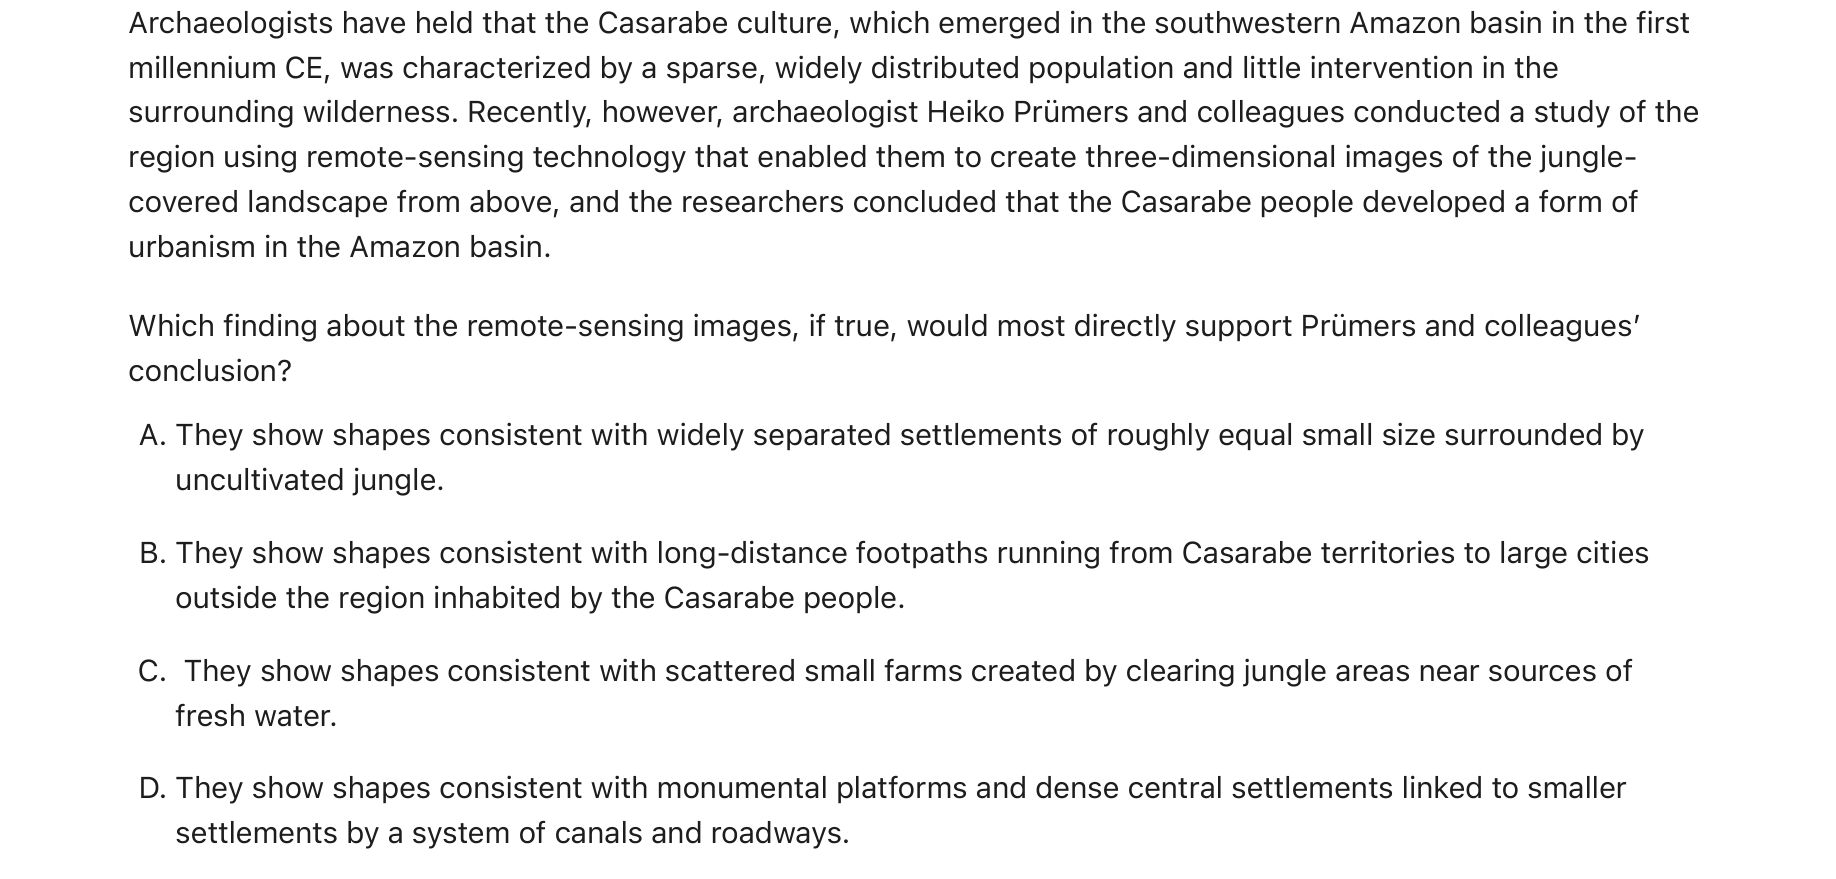 Archaeologists have held that the Casarabe culture, which emerged in the southwestern Amazon basin in the first
millennium CE, was characterized by a sparse, widely distributed population and little intervention in the
surrounding wilderness. Recently, however, archaeologist Heiko Prümers and colleagues conducted a study of the
region using remote-sensing technology that enabled them to create three-dimensional images of the jungle-
covered landscape from above, and the researchers concluded that the Casarabe people developed a form of
urbanism in the Amazon basin.
Which finding about the remote-sensing images, if true, would most directly support Prümers and colleagues’
conclusion?
A. They show shapes consistent with widely separated settlements of roughly equal small size surrounded by
uncultivated jungle.
B. They show shapes consistent with long-distance footpaths running from Casarabe territories to large cities
outside the region inhabited by the Casarabe people.
C. They show shapes consistent with scattered small farms created by clearing jungle areas near sources of
fresh water.
D. They show shapes consistent with monumental platforms and dense central settlements linked to smaller
settlements by a system of canals and roadways.